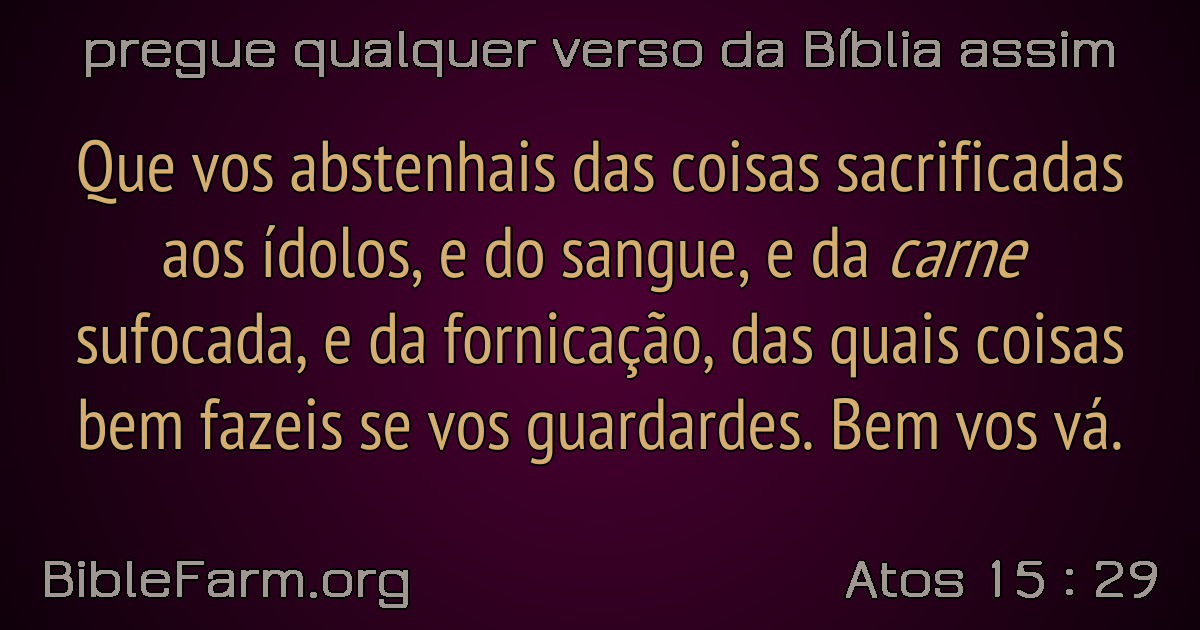 pregue qualquer verso da Bíblia assim
Que vos abstenhais das coisas sacrificadas
aos ídolos, e do sangue, e da carne
sufocada, e da fornicação, das quais coisas
bem fazeis se vos guardardes. Bem vos vá.
BibleFarm.org
Atos 15 : 29